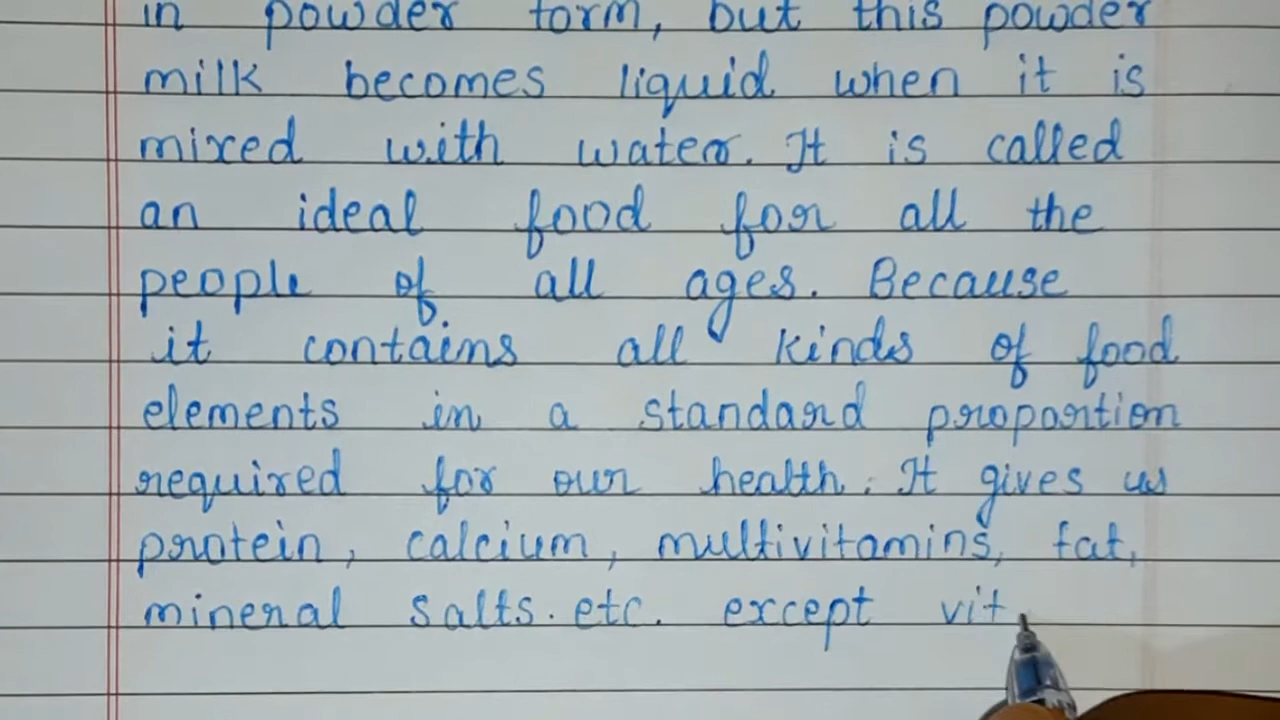 in powder form, but this powder
milk becomes liquid when it is
mixed with water. It is called
an ideal food for all the
people of all ages. Because
it contains all kinds of food
elements in a standard proportion
required for our health. It gives us
protein, calcium, multivitamins, fat,
mineral salts. etc. except vit